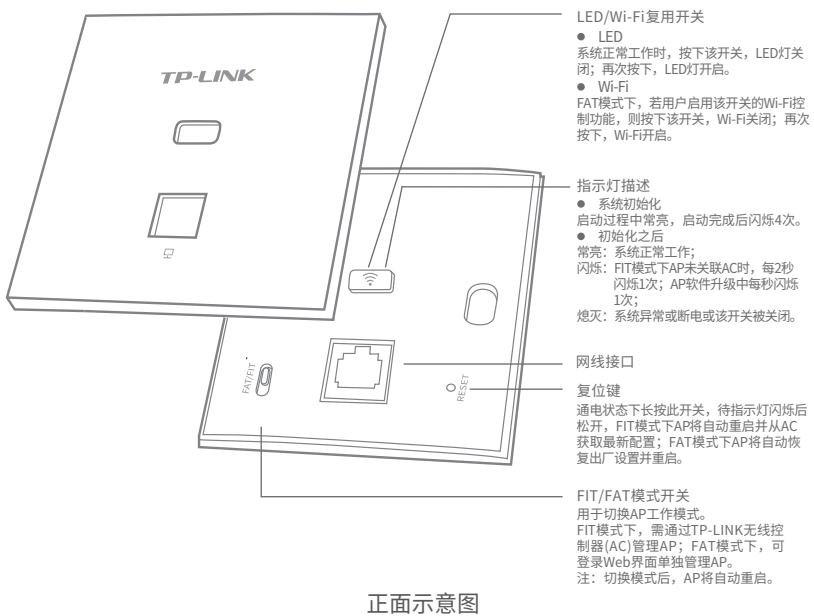 TP-LINK
FAT/FIT
RESET
LED/Wi-Fi复用开关
● LED
系统正常工作时，按下该开关，LED灯关
闭；再次按下，LED灯开启。
● Wi-Fi
FAT模式下，若用户启用该开关的Wi-Fi控
制功能，则按下该开关，Wi-Fi关闭；再次
按下，Wi-Fi开启。
指示灯描述
● 系统初始化
启动过程中常亮，启动完成后闪烁4次。
● 初始化之后
常亮：系统正常工作；
闪烁：FIT模式下AP未关联AC时，每2秒
闪烁1次；AP软件升级中每秒闪烁
1次；
熄灭：系统异常或断电或该开关被关闭。
网线接口
复位键
通电状态下长按此开关，待指示灯闪烁后
松开，FIT模式下AP将自动重启并从AC
获取最新配置；FAT模式下AP将自动恢
复出厂设置并重启。
FIT/FAT模式开关
用于切换AP工作模式。
FIT模式下，需通过TP-LINK无线控
制器(AC)管理AP；FAT模式下，可
登录Web界面单独管理AP。
注：切换模式后，AP将自动重启。
正面示意图